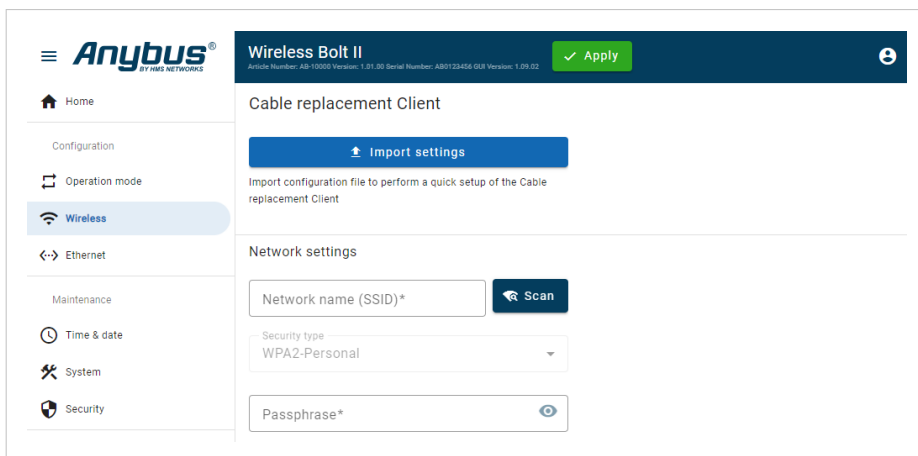 Anybus®
BY HMS NETWORKS
Wireless Bolt II
Article Number: AB-10000 Version: 1.01.00 Serial Number: AB0123456 GUI Version: 1.09.02
Apply
Home
Configuration
Operation mode
Wireless
Ethernet
Maintenance
Time & date
System
Security
Cable replacement Client
Import settings
Import configuration file to perform a quick setup of the Cable
replacement Client
Network settings
Network name (SSID)*
Scan
Security type
WPA2-Personal
Passphrase*